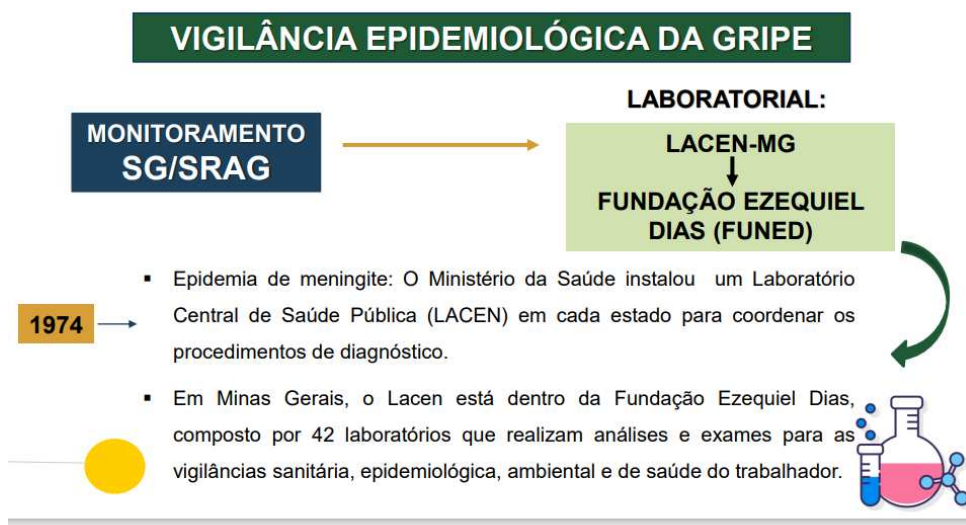 VIGILÂNCIA EPIDEMIOLÓGICA DA GRIPE
MONITORAMENTO
SG/SRAG
LABORATORIAL:
LACEN-MG
FUNDAÇÃO EZEQUIEL
DIAS (FUNED)
1974
▪ Epidemia de meningite: O Ministério da Saúde instalou um Laboratório
Central de Saúde Pública (LACEN) em cada estado para coordenar os
procedimentos de diagnóstico.
▪ Em Minas Gerais, o Lacen está dentro da Fundação Ezequiel Dias,
composto por 42 laboratórios que realizam análises e exames para as
vigilâncias sanitária, epidemiológica, ambiental e de saúde do trabalhador.